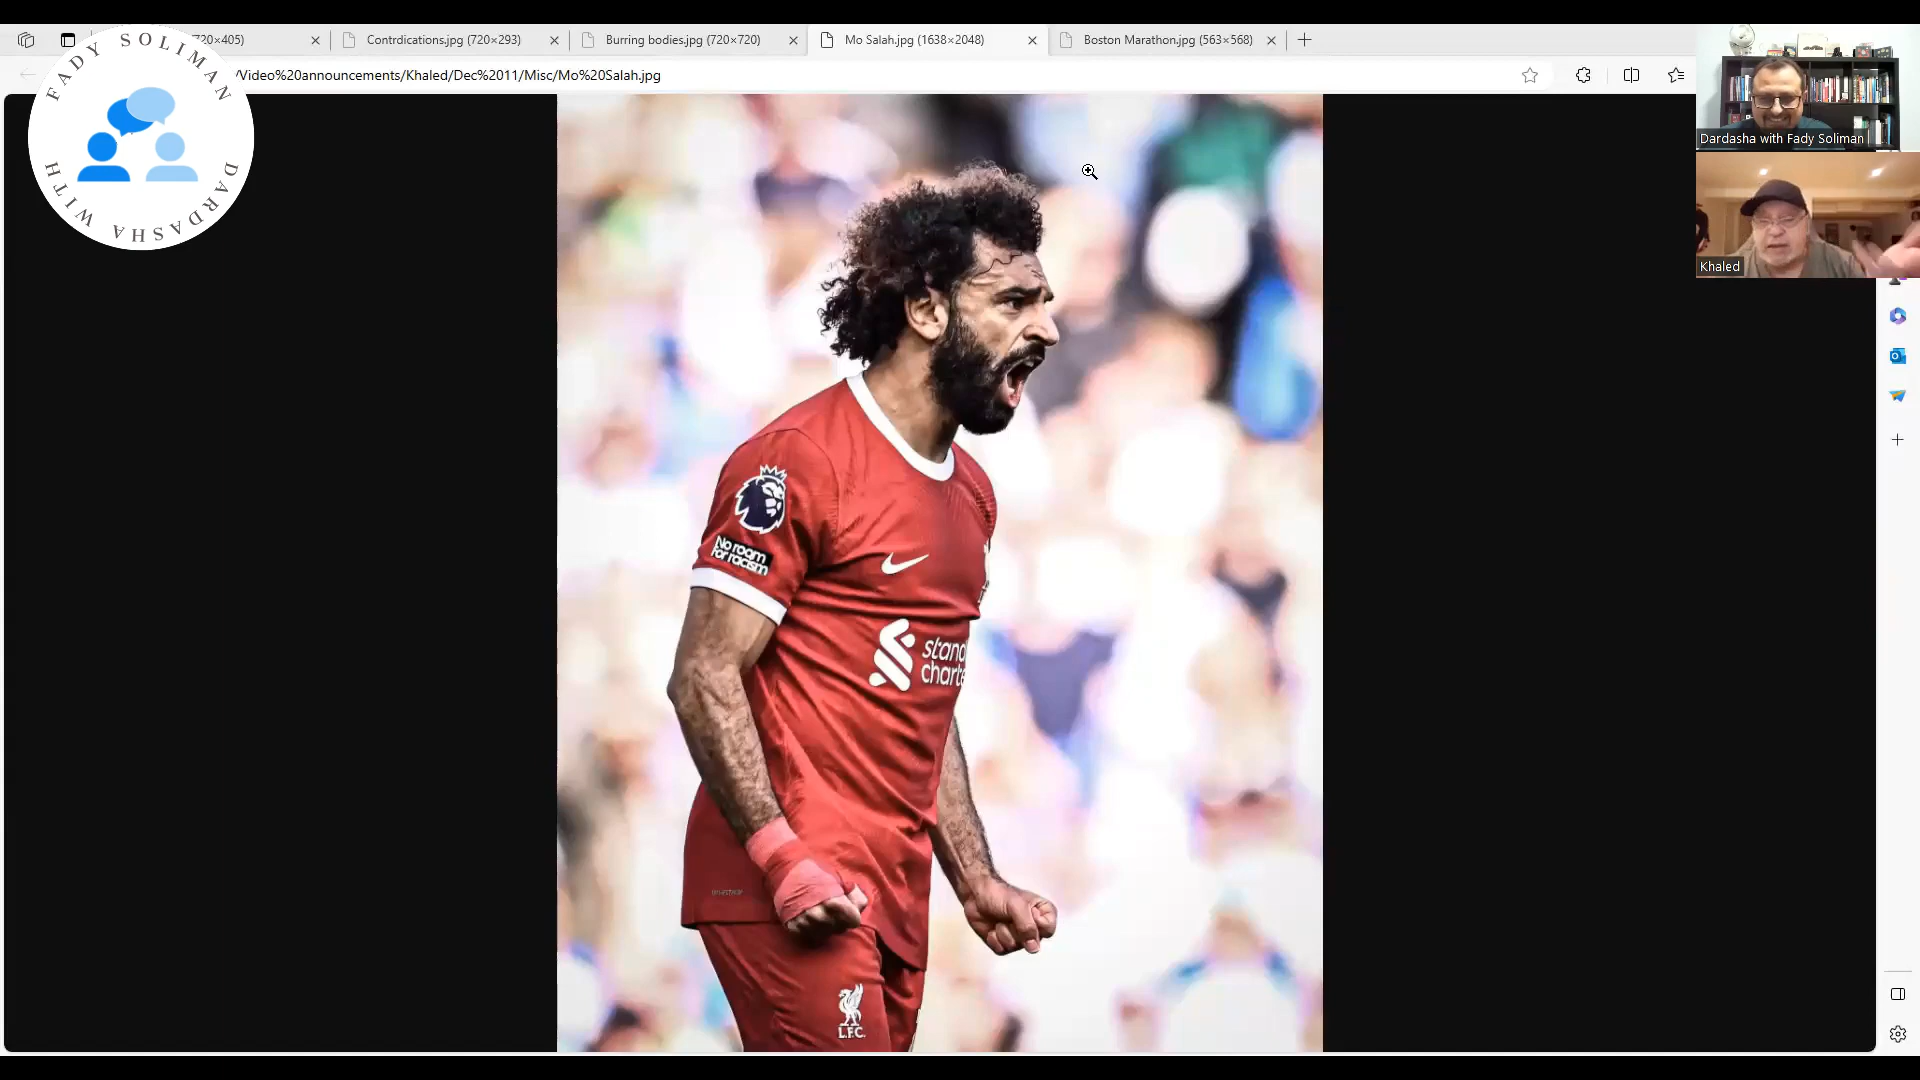 FADY SOLIMAN
DARDASHA WITH
720×405)
Contrdications.jpg (720×293)
Burring bodies.jpg (720×720)
Mo Salah.jpg (1638×2048)
Boston Marathon.jpg (563×568)
/Video%20announcements/Khaled/Dec%2011/Misc/Mo%20Salah.jpg
Dardasha with Fady Soliman
Khaled
No room
for racism
stand
charte
L.F.C.